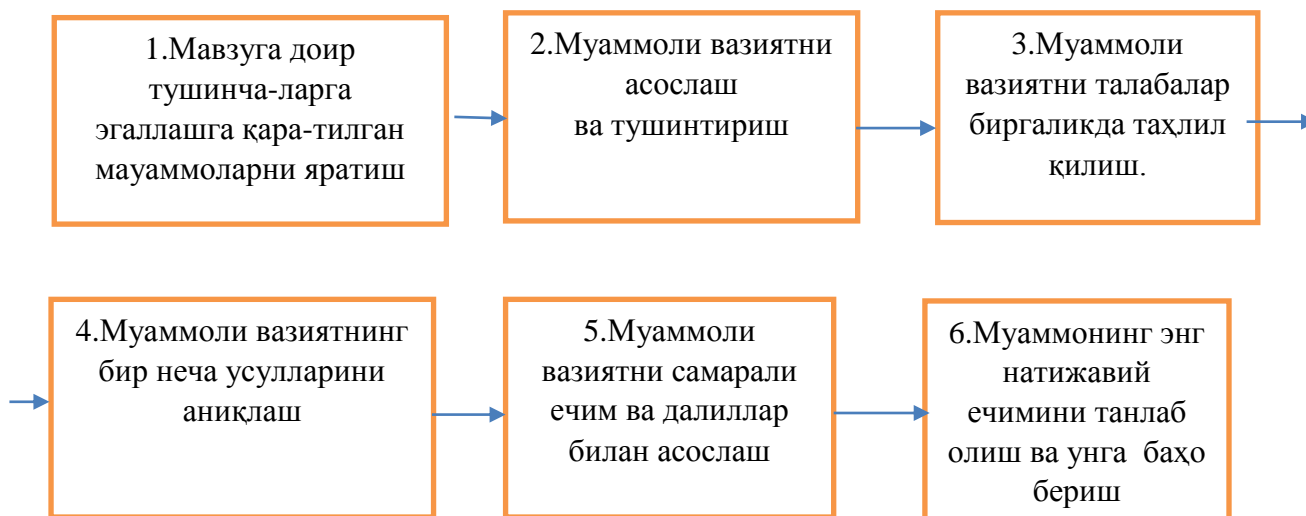 1.Мавзуга доир
тушинча-ларга
эгаллашга қара-тилган
мауаммоларни яратиш
2.Муаммоли вазиятни
асослаш
ва тушинтириш
3.Муаммоли
вазиятни талабалар
биргаликда таҳлил
қилиш.
4.Муаммоли вазиятнинг
бир неча усулларини
аниқлаш
5.Муаммоли
вазиятни самарали
ечим ва далиллар
билан асослаш
6.Муаммонинг энг
натижавий
ечимини танлаб
олиш ва унга баҳо
бериш